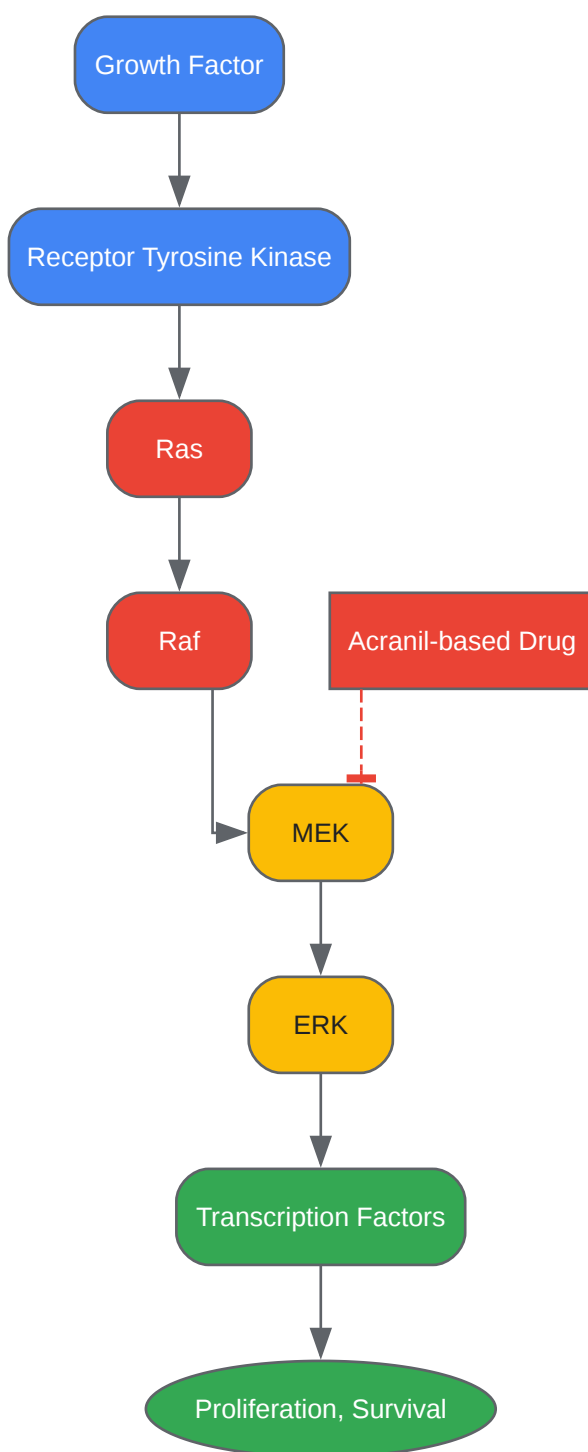 Growth Factor
Receptor Tyrosine Kinase
Ras
Raf
Acranil-based Drug
MEK
ERK
Transcription Factors
Proliferation, Survival